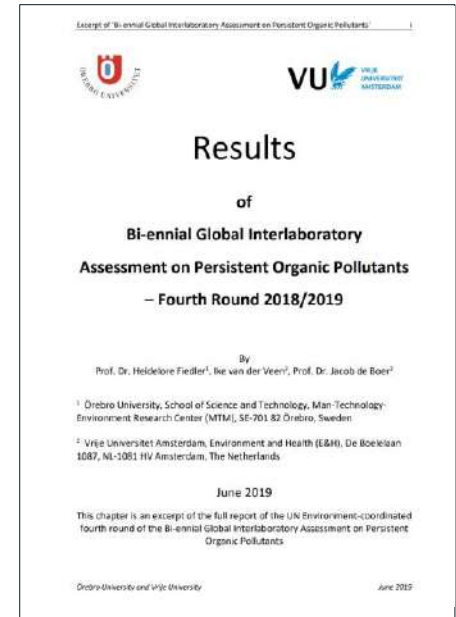 Excerpt of 'Bi-ennial Global Interlaboratory Assessment on Persistent Organic Pollutants' i
ÖREBRO UNIVERSITET
VU VRIJE
UNIVERSITEIT
AMSTERDAM
Results
of
Bi-ennial Global Interlaboratory
Assessment on Persistent Organic Pollutants
– Fourth Round 2018/2019
By
Prof. Dr. Heidelore Fiedler¹, Ike van der Veen², Prof. Dr. Jacob de Boer²
¹ Örebro University, School of Science and Technology, Man-Technology-
Environment Research Center (MTM), SE-701 82 Örebro, Sweden
² Vrije Universitet Amsterdam, Environment and Health (E&H), De Boelelaan
1087, NL-1081 HV Amsterdam, The Netherlands
June 2019
This chapter is an excerpt of the full report of the UN Environment-coordinated
fourth round of the Bi-ennial Global Interlaboratory Assessment on Persistent
Organic Pollutants
Örebro University and Vrije University June 2019